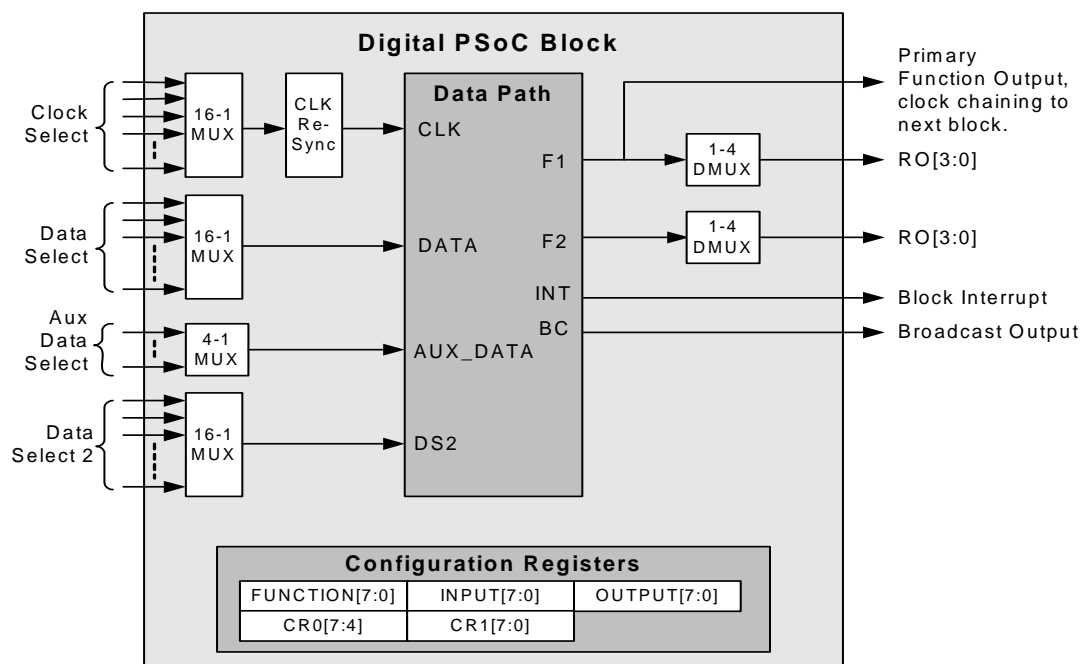 Digital PSoC Block
Clock
Select
16-1
MUX
CLK
Re-
Sync
Data Path
CLK
F1
Primary
Function Output,
clock chaining to
next block.
1-4
DMUX
RO[3:0]
Data
Select
16-1
MUX
DATA
F2
1-4
DMUX
RO[3:0]
INT
Block Interrupt
BC
Broadcast Output
Aux
Data
Select
4-1
MUX
AUX_DATA
Data
Select 2
16-1
MUX
DS2
Configuration Registers
FUNCTION[7:0] INPUT[7:0] OUTPUT[7:0]
CR0[7:4] CR1[7:0]